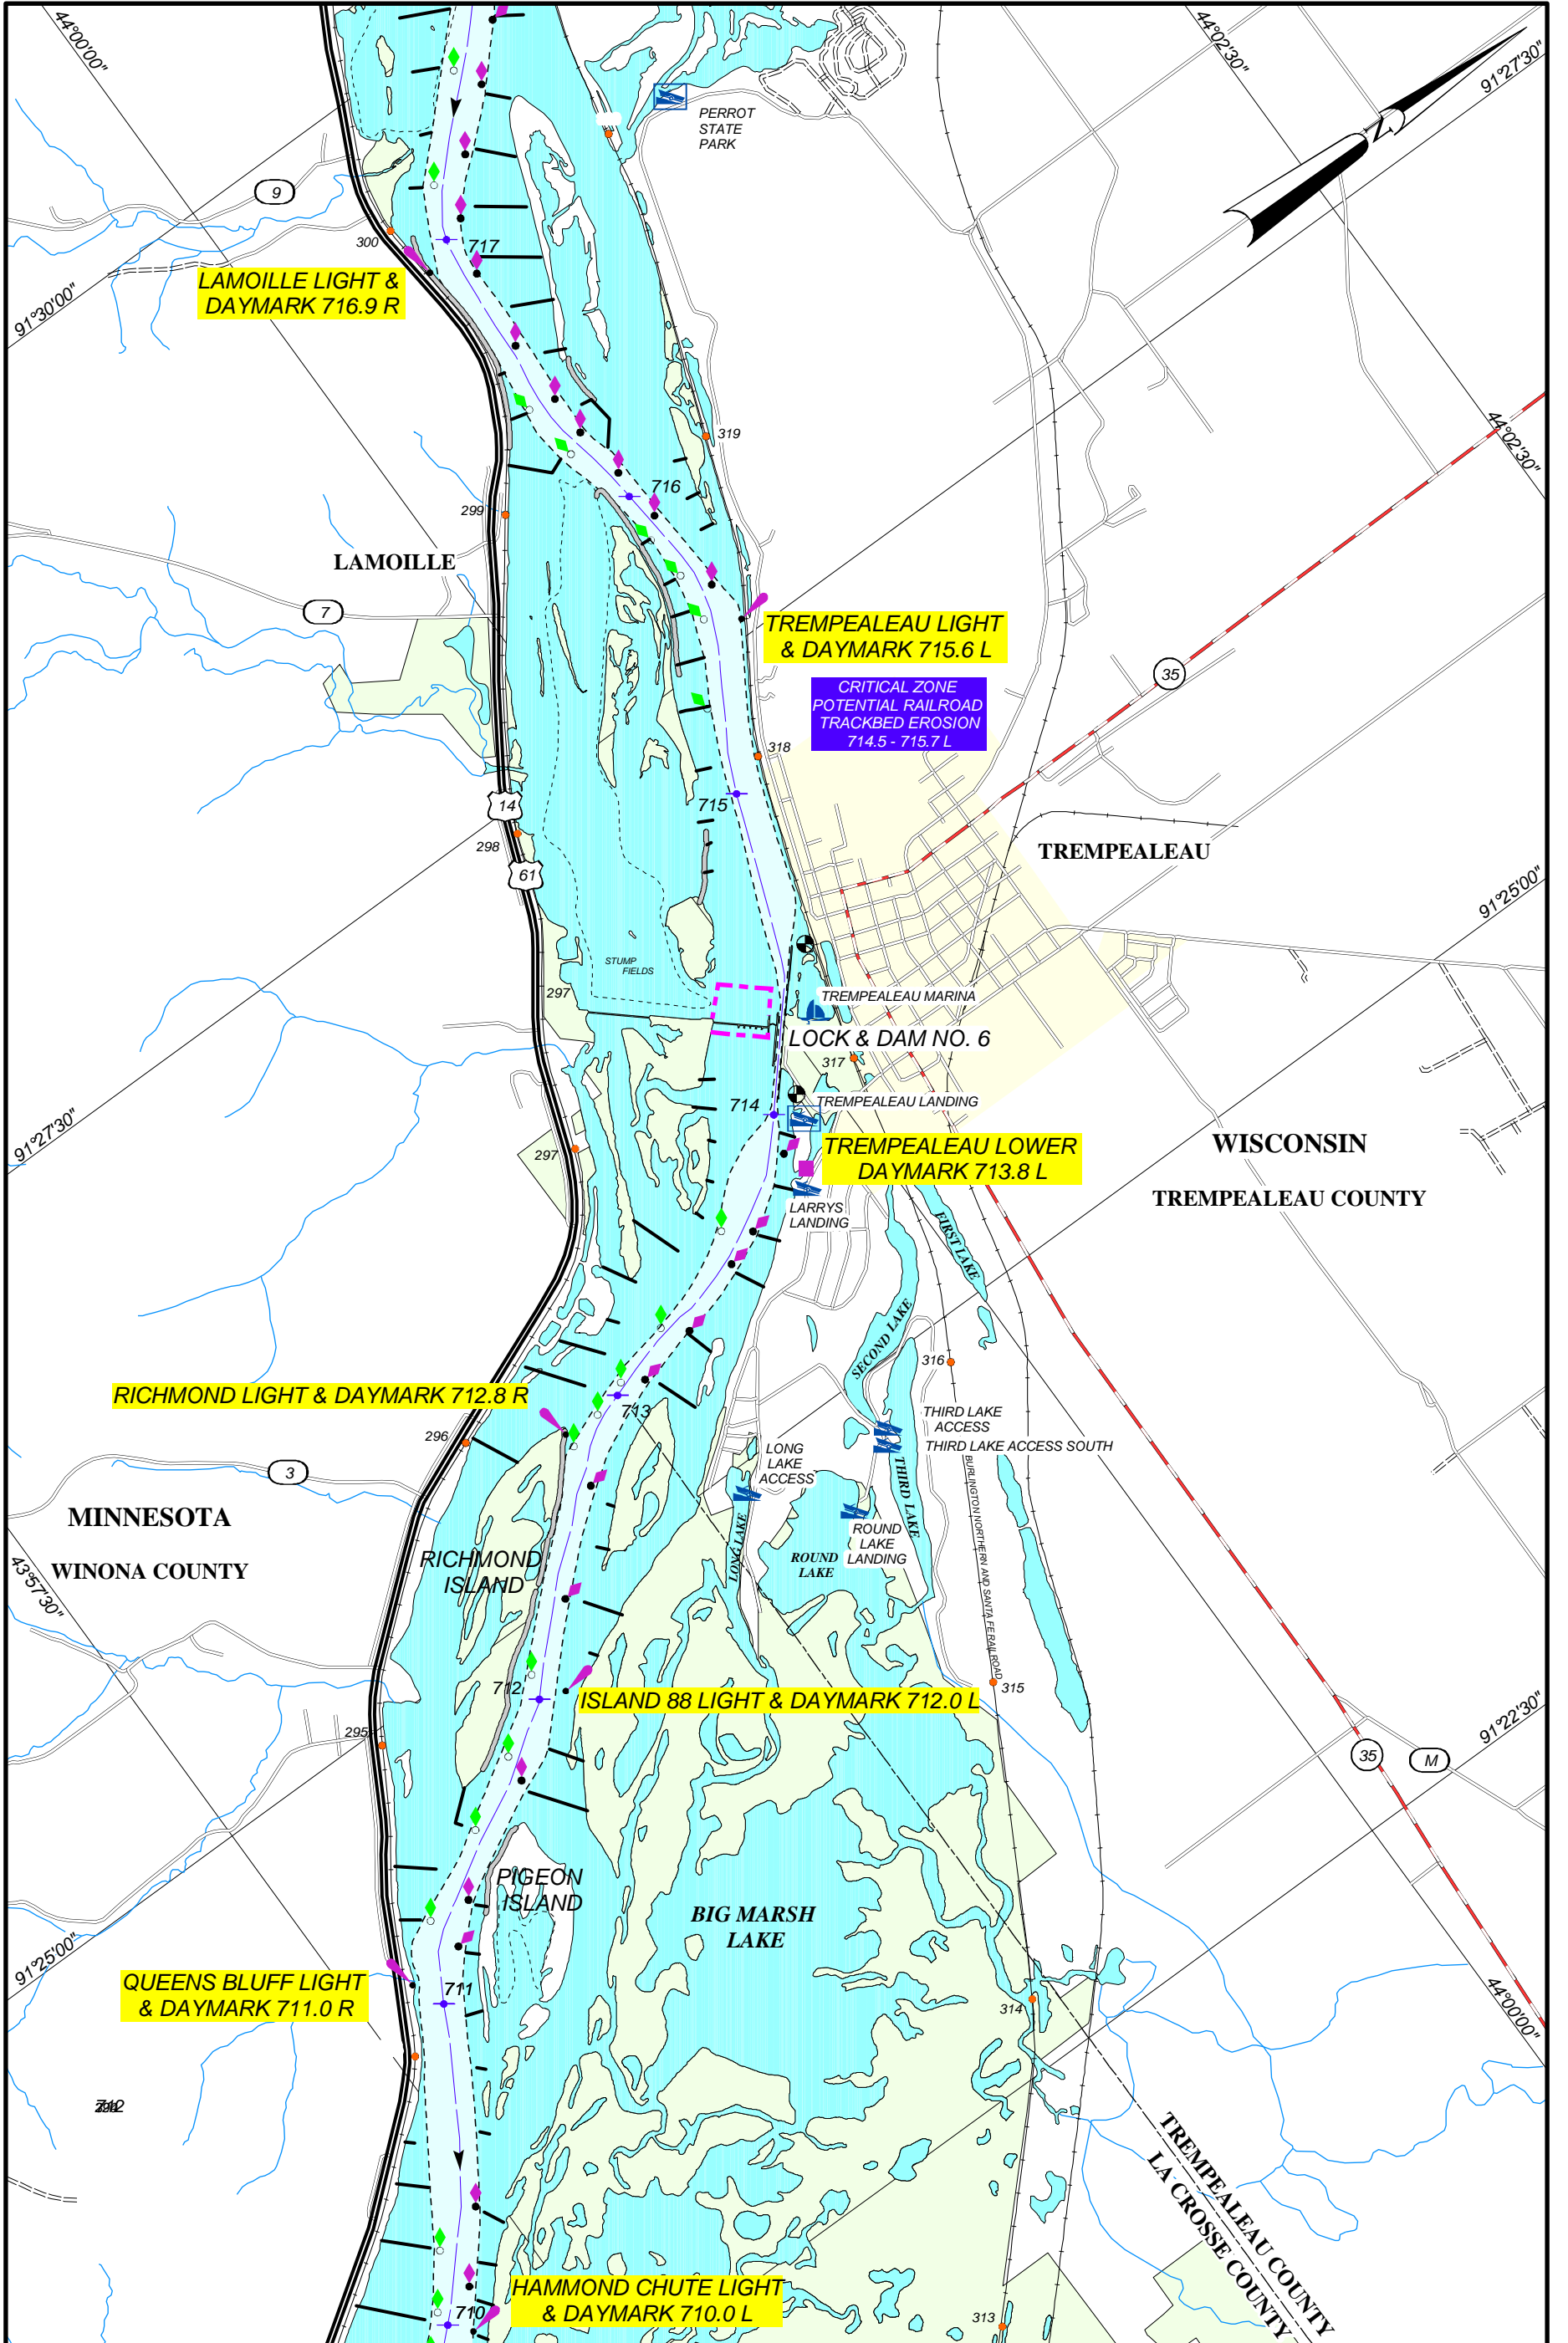 44°00'00"
44°02'30"
91°27'30"
PERROT
STATE
PARK
N
9
300
717
LAMOILLE LIGHT &
DAYMARK 716.9 R
91°30'00"
319
44°02'30"
716
299
LAMOILLE
7
TREMPEALEAU LIGHT
& DAYMARK 715.6 L
35
CRITICAL ZONE
POTENTIAL RAILROAD
TRACKBED EROSION
714.5 - 715.7 L
318
715
14
298
61
TREMPEALEAU
91°25'00"
STUMP
FIELDS
297
TREMPEALEAU MARINA
LOCK & DAM NO. 6
317
714
TREMPEALEAU LANDING
91°27'30"
297
TREMPEALEAU LOWER
DAYMARK 713.8 L
WISCONSIN
TREMPEALEAU COUNTY
LARRYS
LANDING
FIRST LAKE
SECOND LAKE
316
RICHMOND LIGHT & DAYMARK 712.8 R
713
296
THIRD LAKE
ACCESS
THIRD LAKE ACCESS SOUTH
LONG
LAKE
ACCESS
3
THIRD LAKE
BURLINGTON NORTHERN AND SANTA FE RAILROAD
MINNESOTA
WINONA COUNTY
43°57'30"
RICHMOND
ISLAND
LONG LAKE
ROUND
LAKE
ROUND
LAKE
LANDING
712
ISLAND 88 LIGHT & DAYMARK 712.0 L
315
295
91°22'30"
35
M
PIGEON
ISLAND
BIG MARSH
LAKE
91°25'00"
QUEENS BLUFF LIGHT
& DAYMARK 711.0 R
711
314
44°00'00"
TREMPEALEAU COUNTY
LA CROSSE COUNTY
HAMMOND CHUTE LIGHT
& DAYMARK 710.0 L
710
313